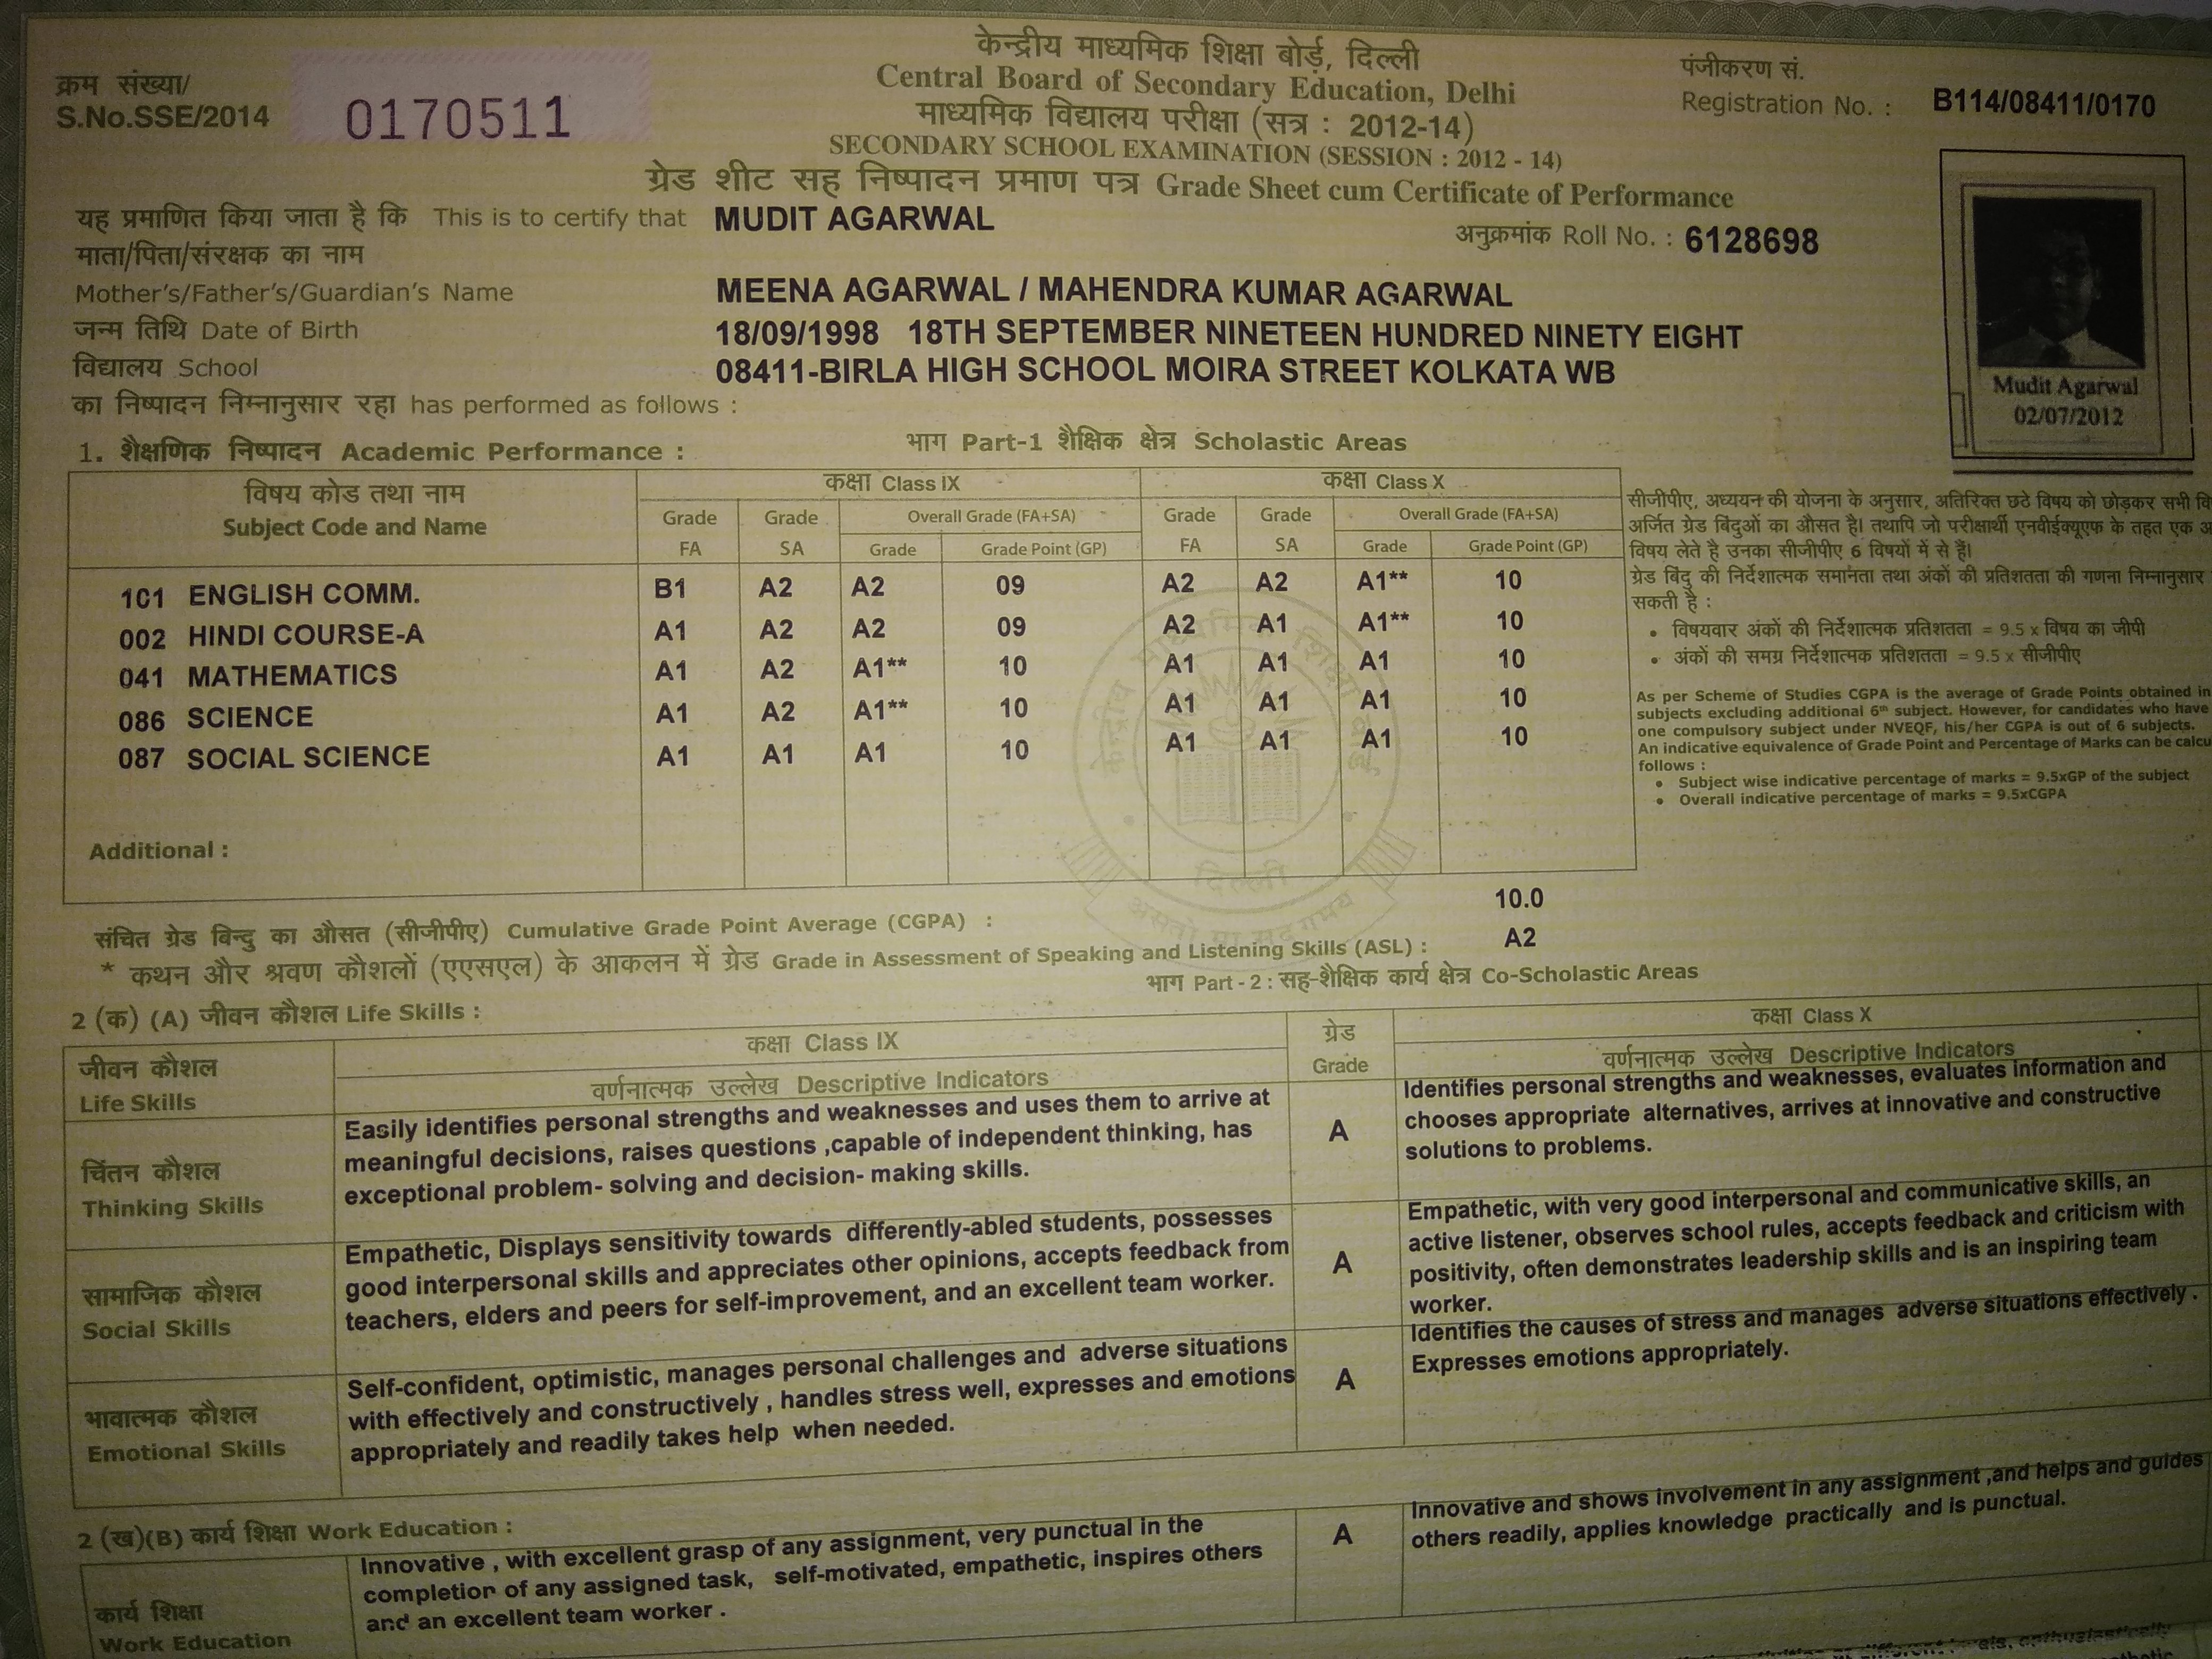 क्रम संख्या/
S.No.SSE/2014 0170511
केन्द्रीय माध्यमिक शिक्षा बोर्ड, दिल्ली
Central Board of Secondary Education, Delhi
माध्यमिक विद्यालय परीक्षा (सत्र : 2012-14)
SECONDARY SCHOOL EXAMINATION (SESSION : 2012 - 14)
ग्रेड शीट सह निष्पादन प्रमाण पत्र Grade Sheet cum Certificate of Performance
पंजीकरण सं.
Registration No. : B114/08411/0170
यह प्रमाणित किया जाता है कि This is to certify that MUDIT AGARWAL
अनुक्रमांक Roll No. : 6128698
माता/पिता/संरक्षक का नाम
Mother's/Father's/Guardian's Name MEENA AGARWAL / MAHENDRA KUMAR AGARWAL
जन्म तिथि Date of Birth 18/09/1998 18TH SEPTEMBER NINETEEN HUNDRED NINETY EIGHT
विद्यालय School 08411-BIRLA HIGH SCHOOL MOIRA STREET KOLKATA WB
का निष्पादन निम्नानुसार रहा has performed as follows :
Mudit Agarwal
02/07/2012
1. शैक्षणिक निष्पादन Academic Performance : भाग Part-1 शैक्षिक क्षेत्र Scholastic Areas
विषय कोड तथा नाम कक्षा Class IX कक्षा Class X
Subject Code and Name Grade Grade Overall Grade (FA+SA) Grade Grade Overall Grade (FA+SA)
FA SA Grade Grade Point (GP) FA SA Grade Grade Point (GP)
101 ENGLISH COMM. B1 A2 A2 09 A2 A2 A1** 10
002 HINDI COURSE-A A1 A2 A2 09 A2 A1 A1** 10
041 MATHEMATICS A1 A2 A1** 10 A1 A1 A1 10
086 SCIENCE A1 A2 A1** 10 A1 A1 A1 10
087 SOCIAL SCIENCE A1 A1 A1 10 A1 A1 A1 10
Additional :
सीजीपीए, अध्ययन की योजना के अनुसार, अतिरिक्त छठे विषय को छोड़कर सभी
अर्जित ग्रेड बिंदुओं का औसत है। तथापि जो परीक्षार्थी एनवीईक्यूएफ के तहत एक
विषय लेते है उनका सीजीपीए 6 विषयों में से हैं।
ग्रेड बिंदु की निर्देशात्मक समानता तथा अंकों की प्रतिशतता की गणना निम्नानुसार
सकती है :
• विषयवार अंकों की निर्देशात्मक प्रतिशतता = 9.5 x विषय का जीपी
• अंकों की समग्र निर्देशात्मक प्रतिशतता = 9.5 x सीजीपीए
As per Scheme of Studies CGPA is the average of Grade Points obtained in
subjects excluding additional 6th subject. However, for candidates who have
one compulsory subject under NVEQF, his/her CGPA is out of 6 subjects.
An indicative equivalence of Grade Point and Percentage of Marks can be
follows :
• Subject wise indicative percentage of marks = 9.5xGP of the subject
• Overall indicative percentage of marks = 9.5xCGPA
संचित ग्रेड बिन्दु का औसत (सीजीपीए) Cumulative Grade Point Average (CGPA) : 10.0
* कथन और श्रवण कौशलों (एएसएल) के आकलन में ग्रेड Grade in Assessment of Speaking and Listening Skills (ASL) : A2
भाग Part - 2 : सह-शैक्षिक कार्य क्षेत्र Co-Scholastic Areas
2 (क) (A) जीवन कौशल Life Skills :
जीवन कौशल
Life Skills
कक्षा Class IX
वर्णनात्मक उल्लेख Descriptive Indicators
ग्रेड
Grade
कक्षा Class X
वर्णनात्मक उल्लेख Descriptive Indicators
चिंतन कौशल
Thinking Skills
Easily identifies personal strengths and weaknesses and uses them to arrive at
meaningful decisions, raises questions ,capable of independent thinking, has
exceptional problem- solving and decision- making skills.
A
Identifies personal strengths and weaknesses, evaluates information and
chooses appropriate alternatives, arrives at innovative and constructive
solutions to problems.
सामाजिक कौशल
Social Skills
Empathetic, Displays sensitivity towards differently-abled students, possesses
good interpersonal skills and appreciates other opinions, accepts feedback from
teachers, elders and peers for self-improvement, and an excellent team worker.
A
Empathetic, with very good interpersonal and communicative skills, an
active listener, observes school rules, accepts feedback and criticism with
positivity, often demonstrates leadership skills and is an inspiring team
worker.
भावात्मक कौशल
Emotional Skills
Self-confident, optimistic, manages personal challenges and adverse situations
with effectively and constructively , handles stress well, expresses and emotions
appropriately and readily takes help when needed.
A
Identifies the causes of stress and manages adverse situations effectively .
Expresses emotions appropriately.
2 (ख)(B) कार्य शिक्षा Work Education :
कार्य शिक्षा
Work Education
Innovative , with excellent grasp of any assignment, very punctual in the
completion of any assigned task, self-motivated, empathetic, inspires others
and an excellent team worker .
A
Innovative and shows involvement in any assignment ,and helps and guides
others readily, applies knowledge practically and is punctual.